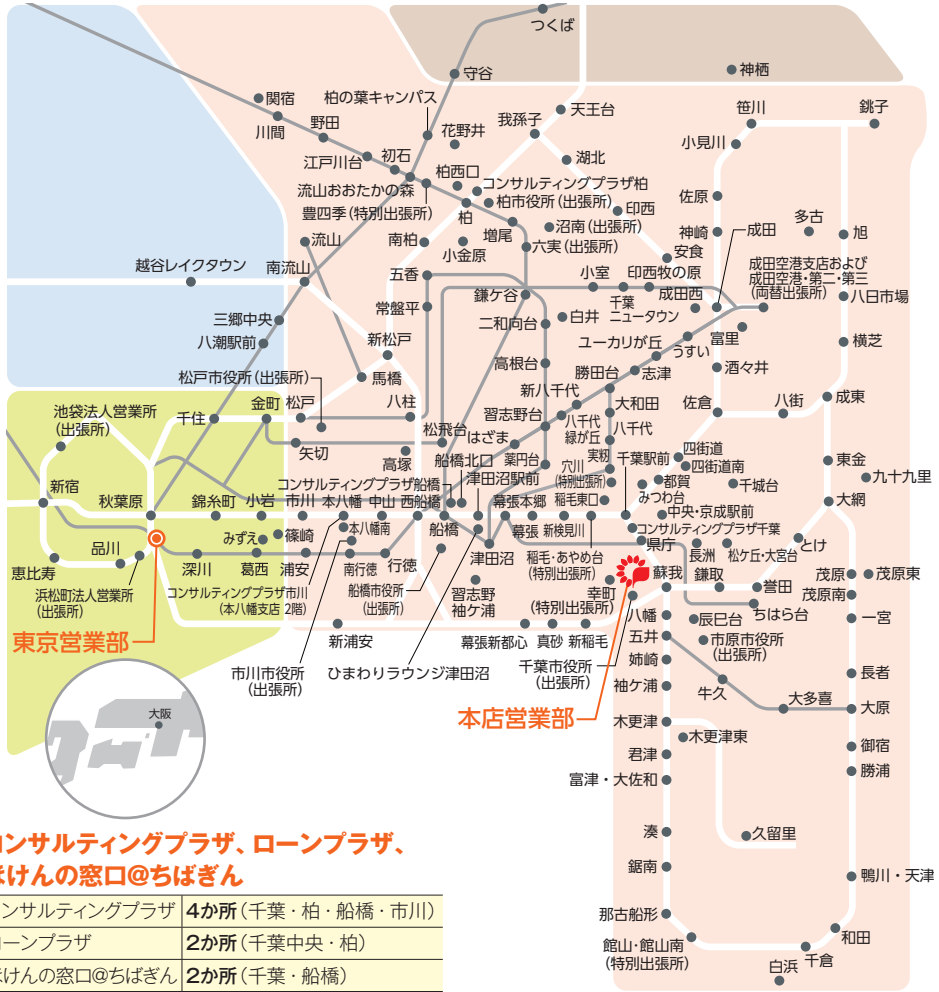 つくば
守谷
神栖
関宿
川間
柏の葉キャンパス
花野井
我孫子
天王台
笹川
銚子
野田
江戸川台
初石
小見川
柏西口
湖北
流山おおたかの森
豊四季(特別出張所)
コンサルティングプラザ柏
柏市役所(出張所)
柏
佐原
流山
南柏
小金原
増尾
沼南(出張所)
印西
六実(出張所)
安食
神崎
成田
多古
旭
越谷レイクタウン
南流山
五香
小室
印西牧の原
成田空港支店および
成田空港・第二・第三
(両替出張所)
常盤平
鎌ケ谷
千葉
ニュータウン
成田西
八日市場
三郷中央
八潮駅前
新松戸
二和向台
白井
ユーカリが丘
うすい
富里
横芝
松戸市役所(出張所)
馬橋
高根台
勝田台
志津
酒々井
池袋法人営業所
(出張所)
千住
金町
松戸
八柱
新八千代
習志野台
八千代
緑が丘
大和田
八千代
佐倉
八街
成東
矢切
松飛台
はざま
高塚
船橋北口
薬円台
津田沼駅前
実籾
穴川
(特別出張所)
千葉駅前
四街道
四街道南
都賀
みつわ台
千城台
東金
九十九里
新宿
秋葉原
錦糸町
小岩
市川
コンサルティングプラザ船橋
本八幡
中山
西船橋
船橋
幕張本郷
稲毛東口
中央・京成駅前
大網
幕張
新検見川
コンサルティングプラザ千葉
品川
みずえ
篠崎
本八幡南
津田沼
稲毛・あやめ台
(特別出張所)
県庁
長洲
松ケ丘・大宮台
とけ
恵比寿
浜松町法人営業所
(出張所)
深川
葛西
浦安
南行徳
行徳
コンサルティングプラザ市川
(本八幡支店 2階)
船橋市役所
(出張所)
習志野
袖ケ浦
幸町
(特別出張所)
蘇我
鎌取
誉田
ちはら台
茂原
茂原東
茂原南
東京営業部
新浦安
幕張新都心
真砂
新稲毛
八幡
辰巳台
一宮
市川市役所
(出張所)
ひまわりラウンジ津田沼
千葉市役所
(出張所)
五井
市原市役所
(出張所)
姉崎
長者
袖ケ浦
牛久
大多喜
大原
大阪
本店営業部
木更津
木更津東
御宿
君津
勝浦
富津・大佐和
湊
久留里
鋸南
鴨川・天津
那古船形
和田
館山・館山南
(特別出張所)
千倉
白浜
コンサルティングプラザ、ローンプラザ、
ほけんの窓口@ちばぎん
コンサルティングプラザ 4か所(千葉・柏・船橋・市川)
ローンプラザ 2か所(千葉中央・柏)
ほけんの窓口@ちばぎん 2か所(千葉・船橋)